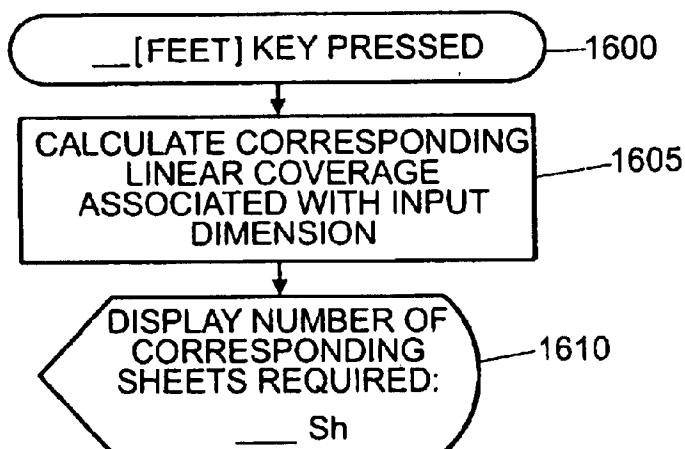 __[FEET] KEY PRESSED
1600
CALCULATE CORRESPONDING
LINEAR COVERAGE
ASSOCIATED WITH INPUT
DIMENSION
1605
DISPLAY NUMBER OF
CORRESPONDING
SHEETS REQUIRED:
___ Sh
1610